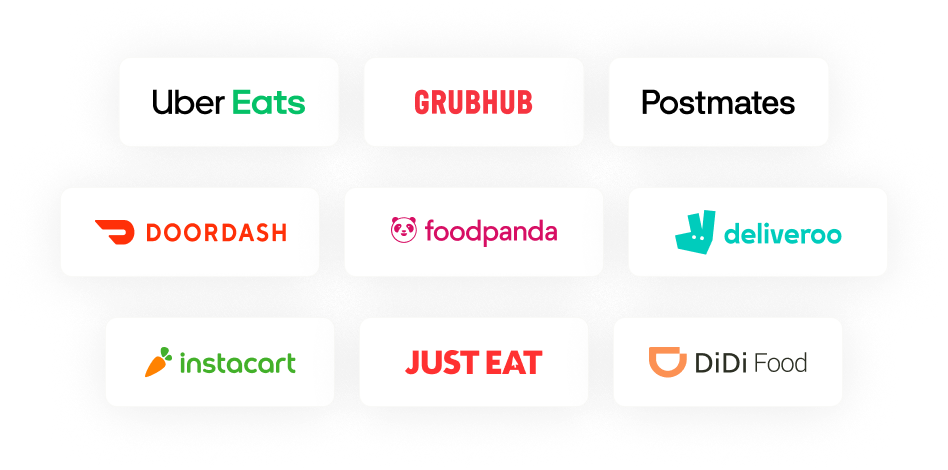 Uber Eats
GRUBHUB
Postmates
DOORDASH
foodpanda
deliveroo
instacart
JUST EAT
DiDi Food